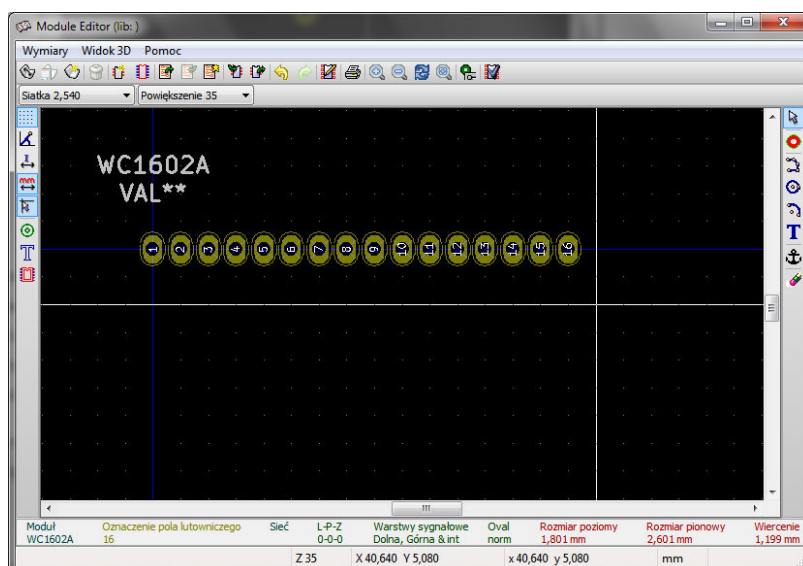 Module Editor (lib: )
Wymiary Widok 3D Pomoc
Siatka 2,540 Powiększenie 35
WC1602A
VAL**
1 2 3 4 5 6 7 8 9 10 11 12 13 14 15 16
Moduł Oznaczenie pola lutowniczego Sieć L-P-Z Warstwy sygnałowe Oval Rozmiar poziomy Rozmiar pionowy Wiercenie
WC1602A 16 0-0-0 Dolna, Górna & int norm 1,801 mm 2,601 mm 1,199 mm
Z 35 X 40,640 Y 5,080 x 40,640 y 5,080 mm